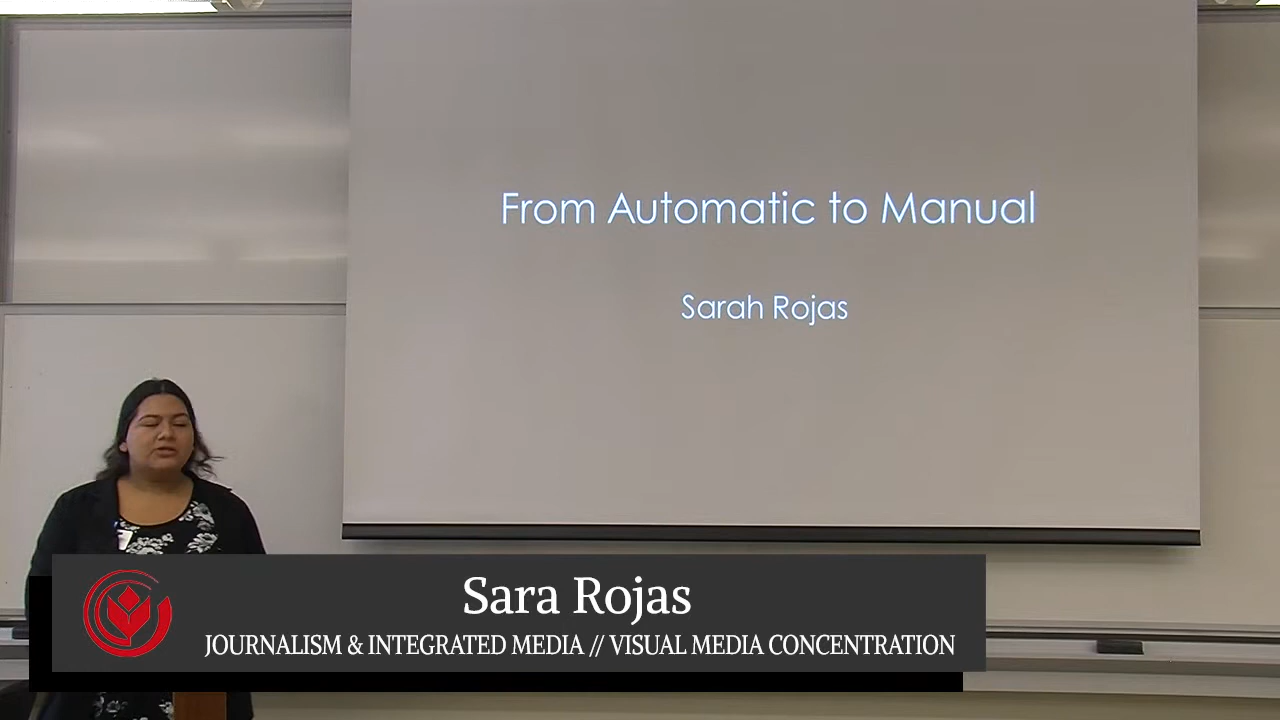 From Automatic to Manual
Sarah Rojas
Sara Rojas
JOURNALISM & INTEGRATED MEDIA // VISUAL MEDIA CONCENTRATION